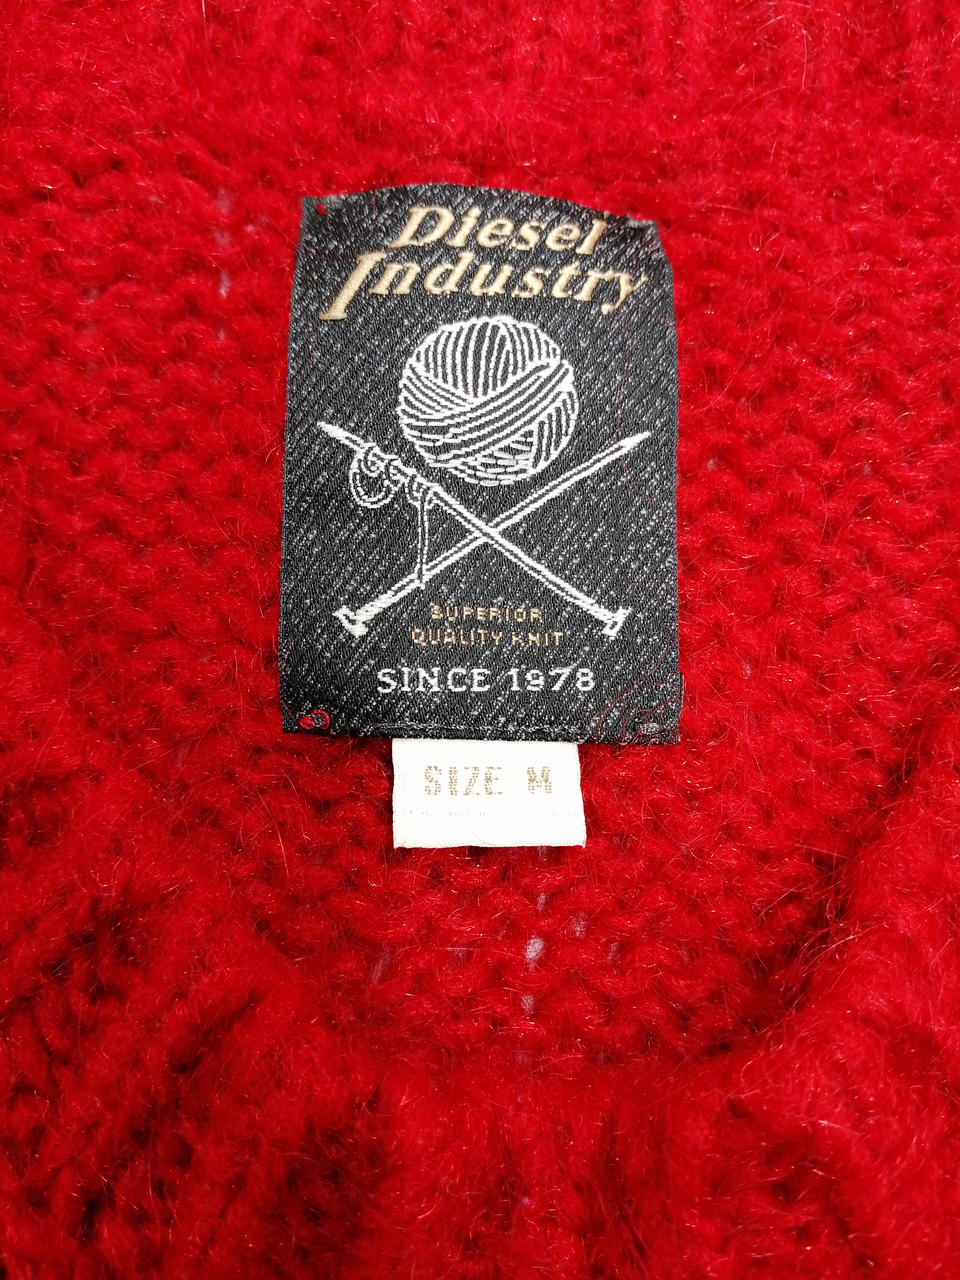 Diesel
Industry
SUPERIOR
QUALITY KNIT
SINCE 1978
SIZE M